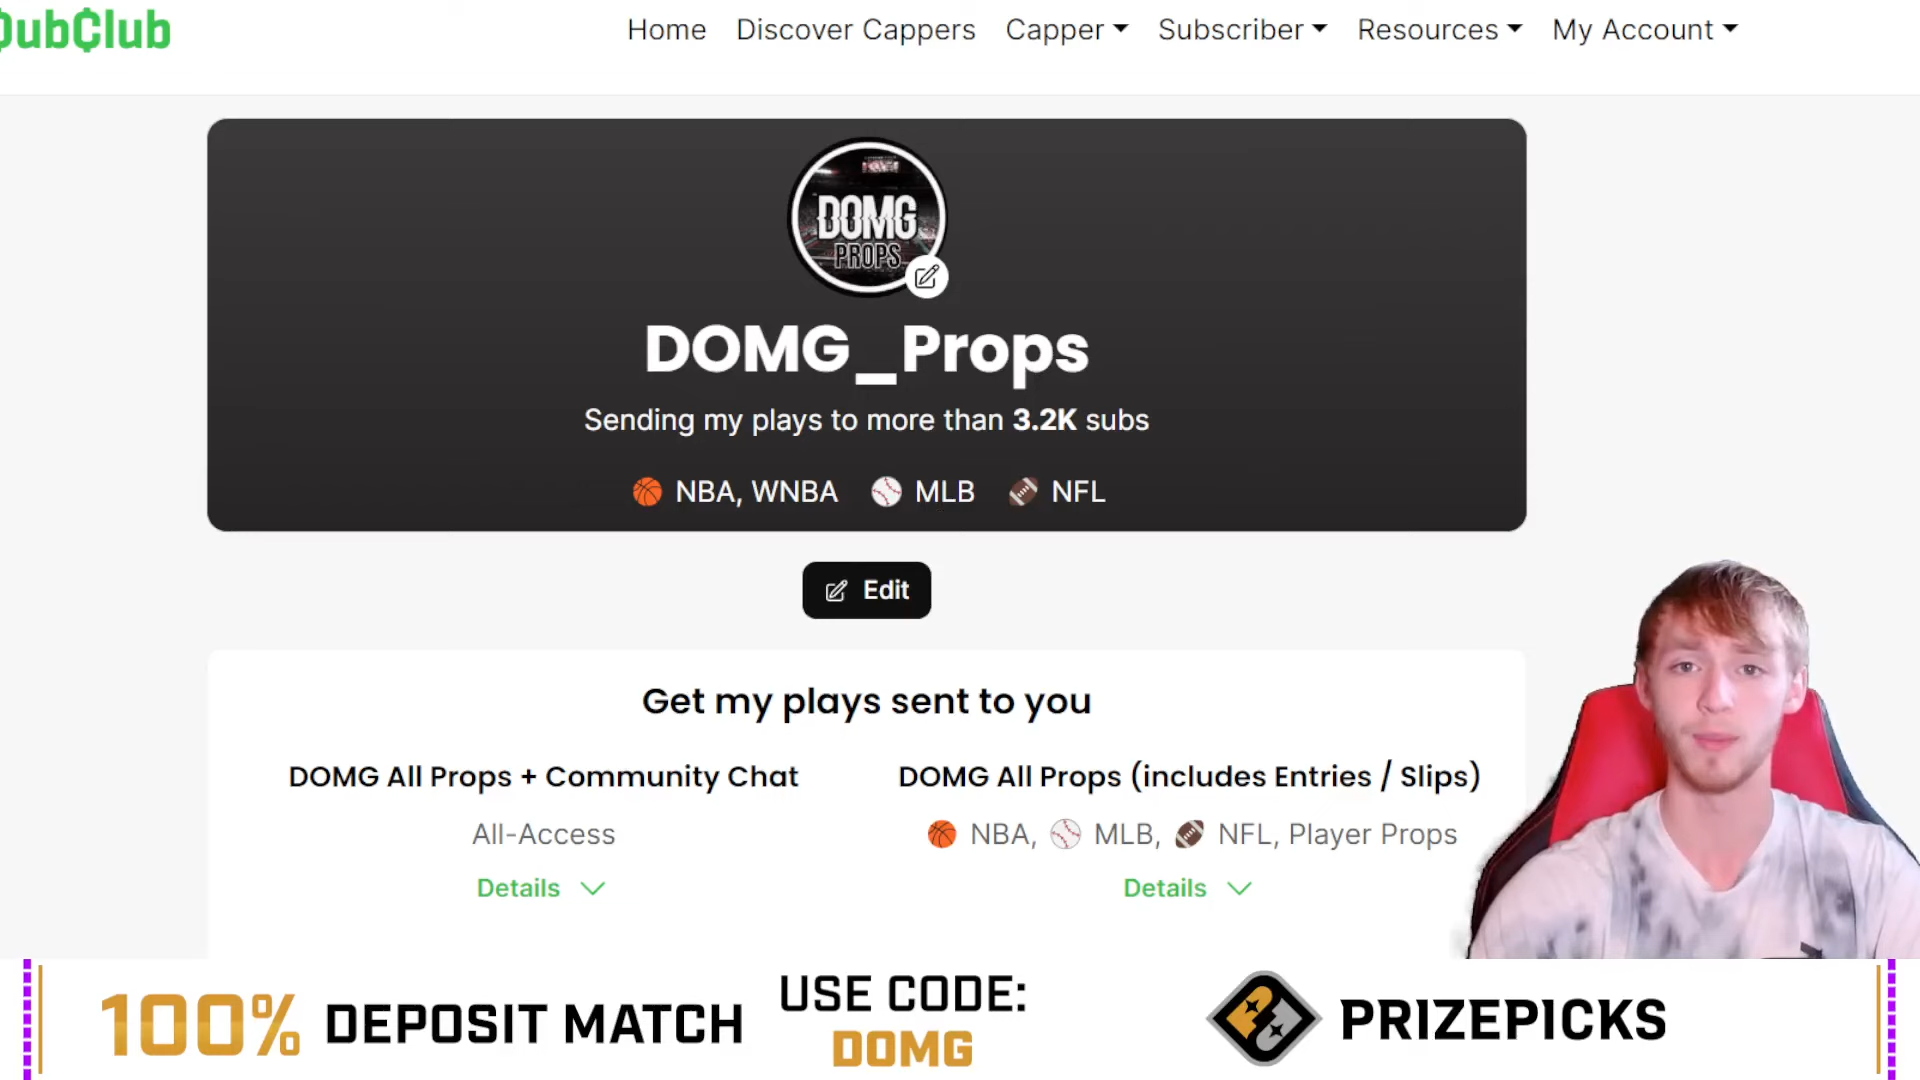 DubClub
Home Discover Cappers Capper Subscriber Resources My Account
DOMG
PROPS
DOMG_Props
Sending my plays to more than 3.2K subs
NBA, WNBA MLB NFL
Edit
Get my plays sent to you
DOMG All Props + Community Chat
All-Access
Details
DOMG All Props (includes Entries / Slips)
NBA, MLB, NFL, Player Props
Details
100% DEPOSIT MATCH
USE CODE:
DOMG
PRIZEPICKS